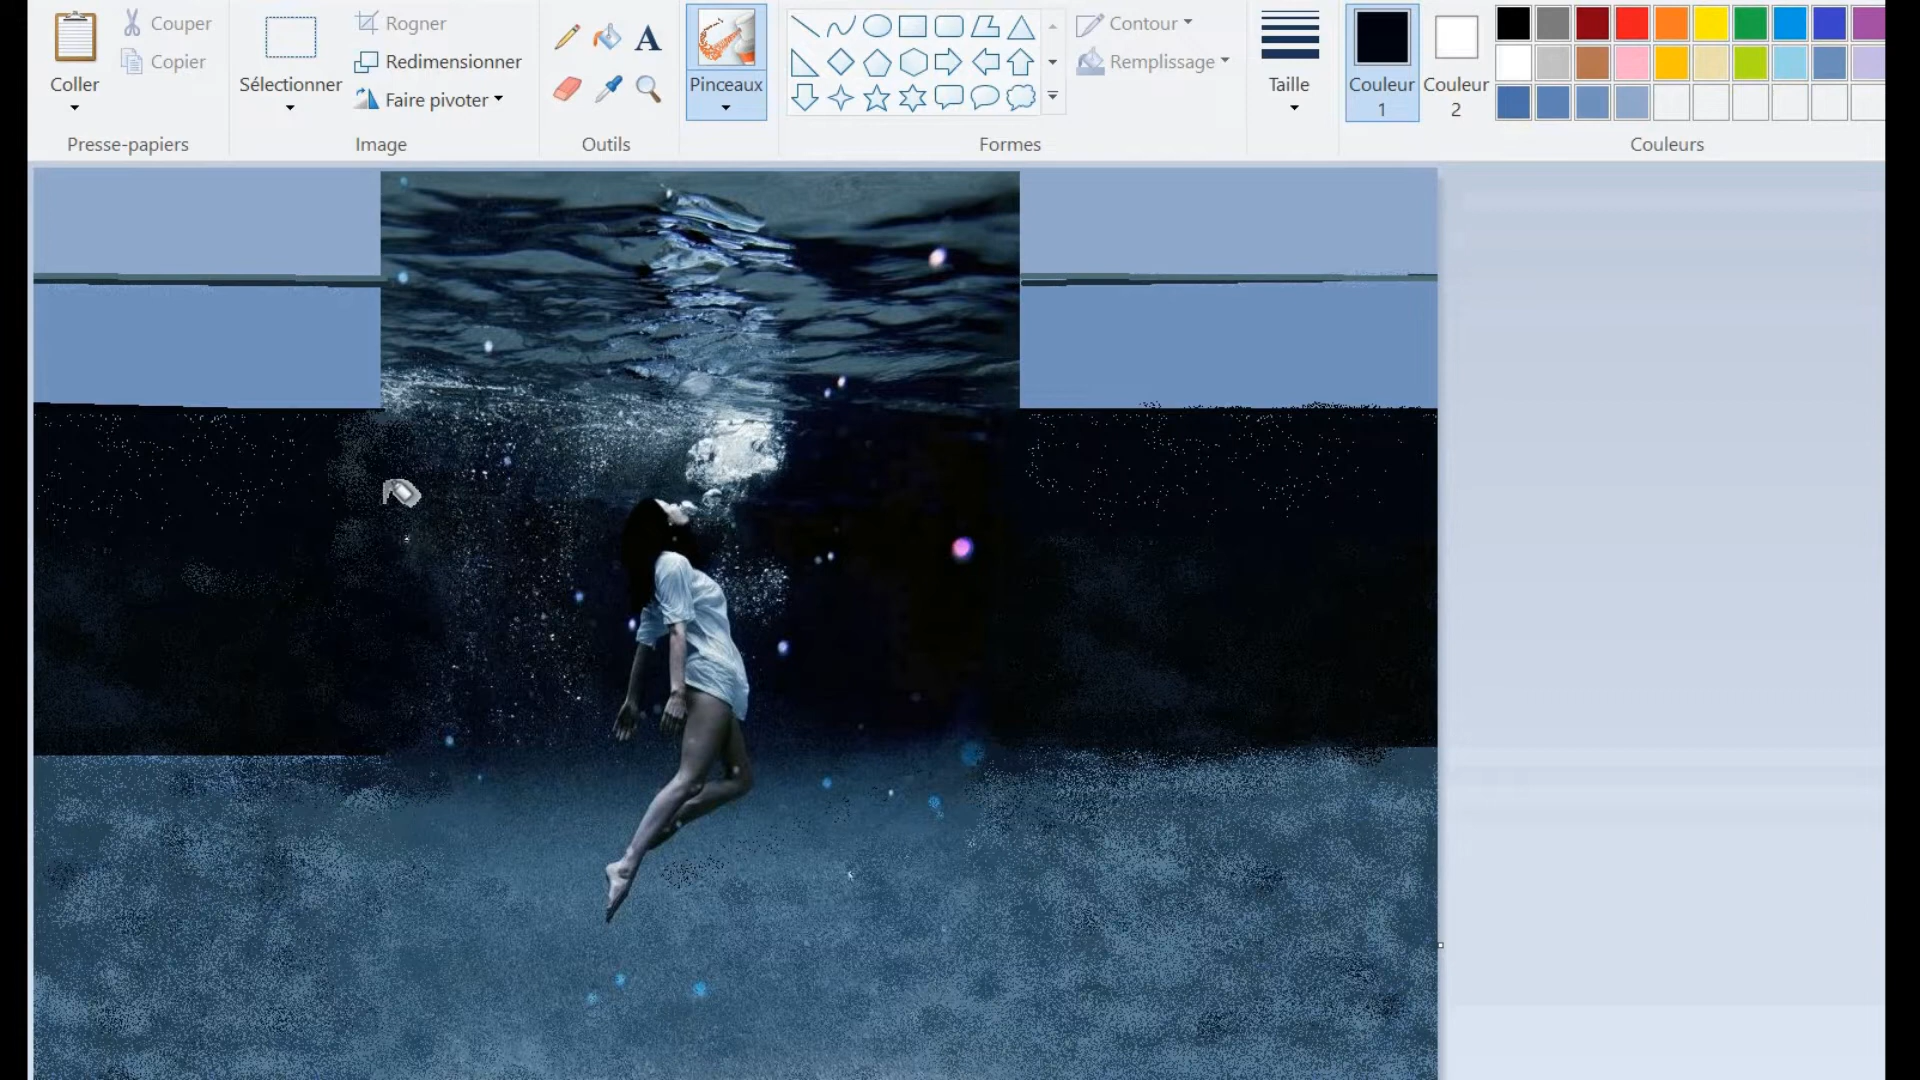 Coller
Couper
Copier
Presse-papiers
Sélectionner
Rogner
Redimensionner
Faire pivoter
Image
A
Outils
Pinceaux
Contour
Remplissage
Formes
Taille
Couleur
1
Couleur
2
Couleurs